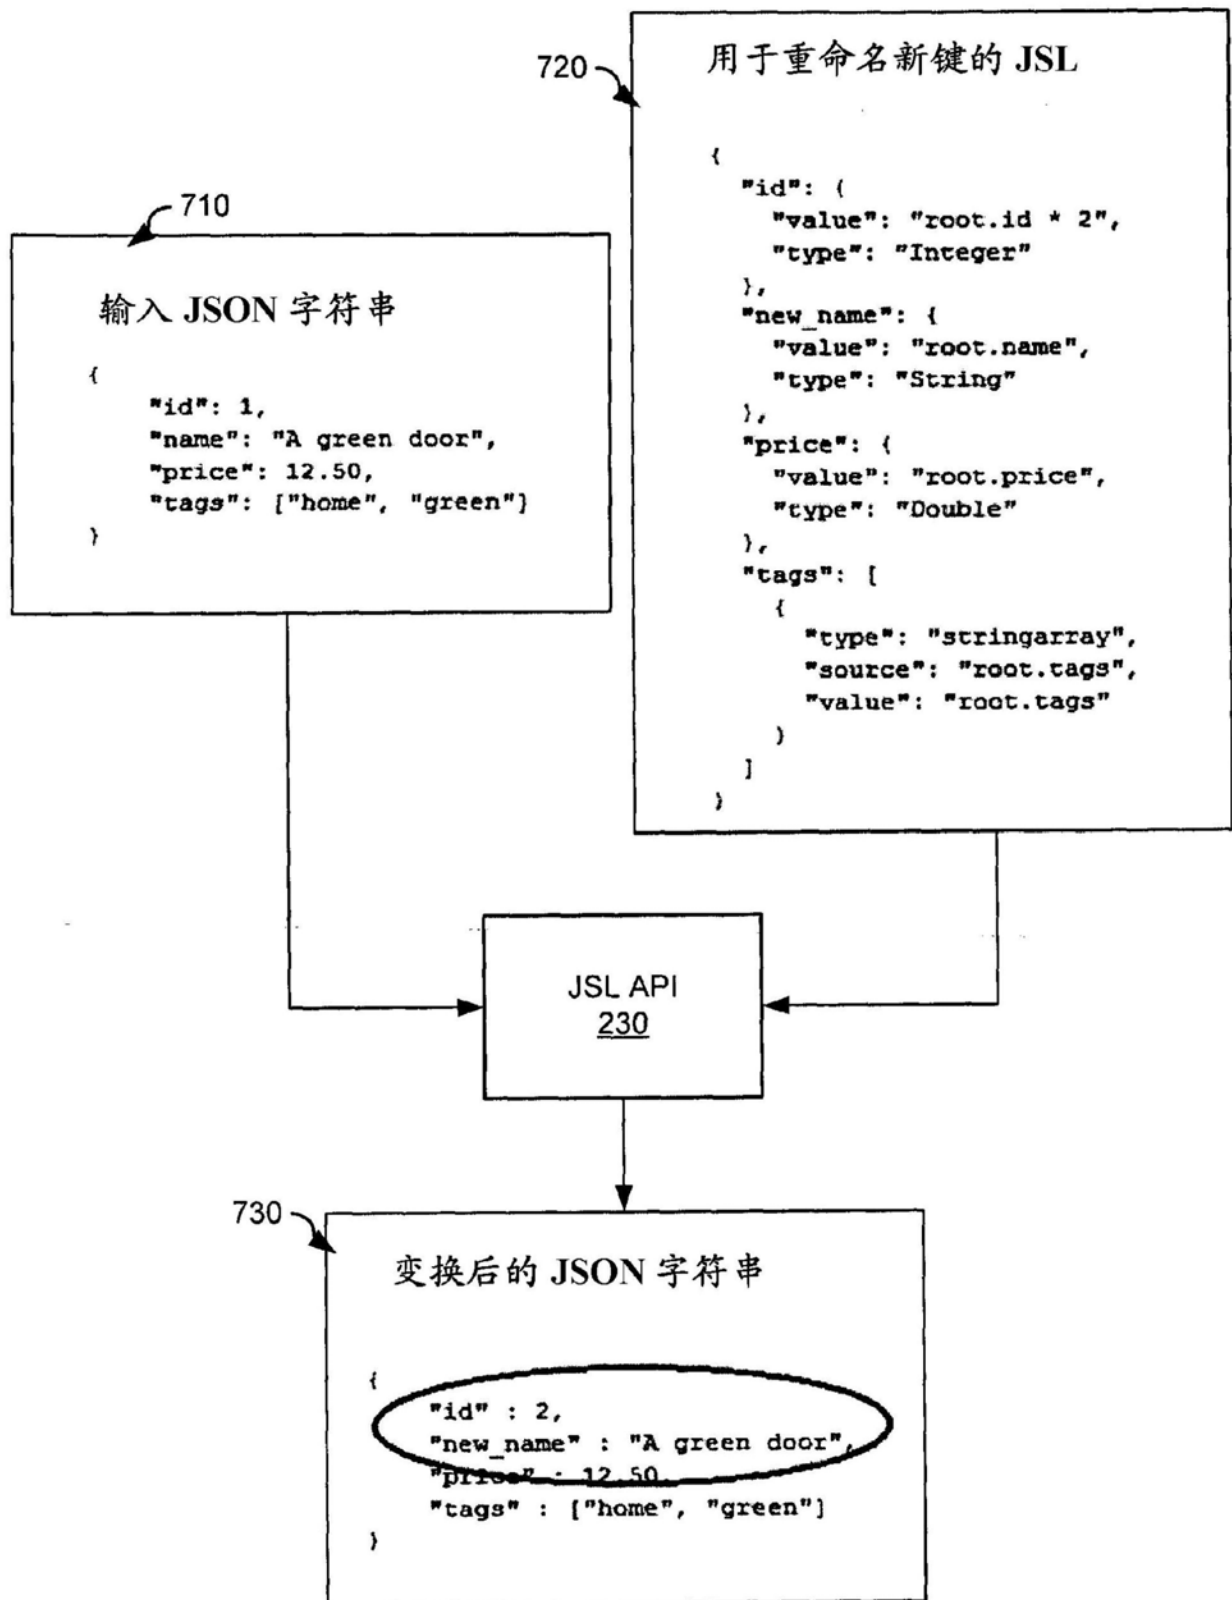 720
用于重命名新键的 JSL
{
"id": {
"value": "root.id * 2",
"type": "Integer"
},
"new_name": {
"value": "root.name",
"type": "String"
},
"price": {
"value": "root.price",
"type": "Double"
},
"tags": [
{
"type": "stringarray",
"source": "root.tags",
"value": "root.tags"
}
]
}
710
输入 JSON 字符串
{
"id": 1,
"name": "A green door",
"price": 12.50,
"tags": ["home", "green"]
}
JSL API
230
730
变换后的 JSON 字符串
{
"id" : 2,
"new_name" : "A green door",
"price" : 12.50,
"tags" : ["home", "green"]
}